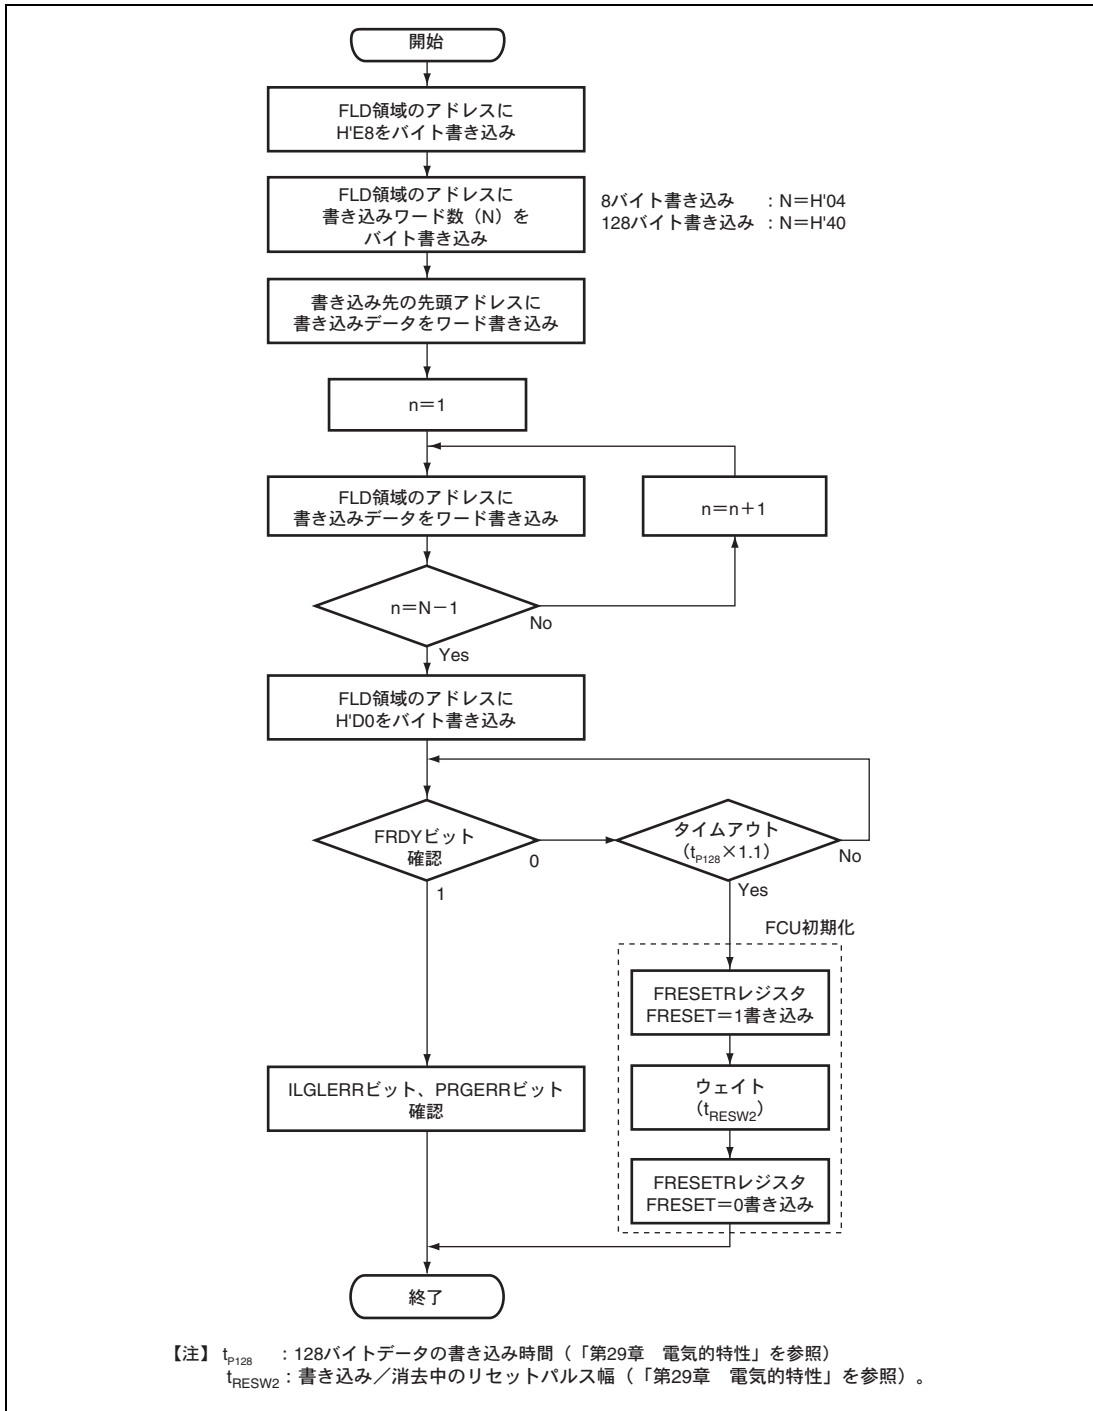 開始
FLD領域のアドレスに
H'E8をバイト書き込み
FLD領域のアドレスに
書き込みワード数（N）を
バイト書き込み
8バイト書き込み ：N＝H'04
128バイト書き込み ：N＝H'40
書き込み先の先頭アドレスに
書き込みデータをワード書き込み
n＝1
FLD領域のアドレスに
書き込みデータをワード書き込み
n＝n＋1
n＝N－1
No
Yes
FLD領域のアドレスに
H'D0をバイト書き込み
FRDYビット
確認
0
1
タイムアウト
(tP128×1.1)
No
Yes
FCU初期化
FRESETRレジスタ
FRESET＝1書き込み
ウェイト
(tRESW2)
FRESETRレジスタ
FRESET＝0書き込み
ILGLERRビット、PRGERRビット
確認
終了
【注】 tP128 ：128バイトデータの書き込み時間（「第29章 電気的特性」を参照）
tRESW2：書き込み／消去中のリセットパルス幅（「第29章 電気的特性」を参照）。